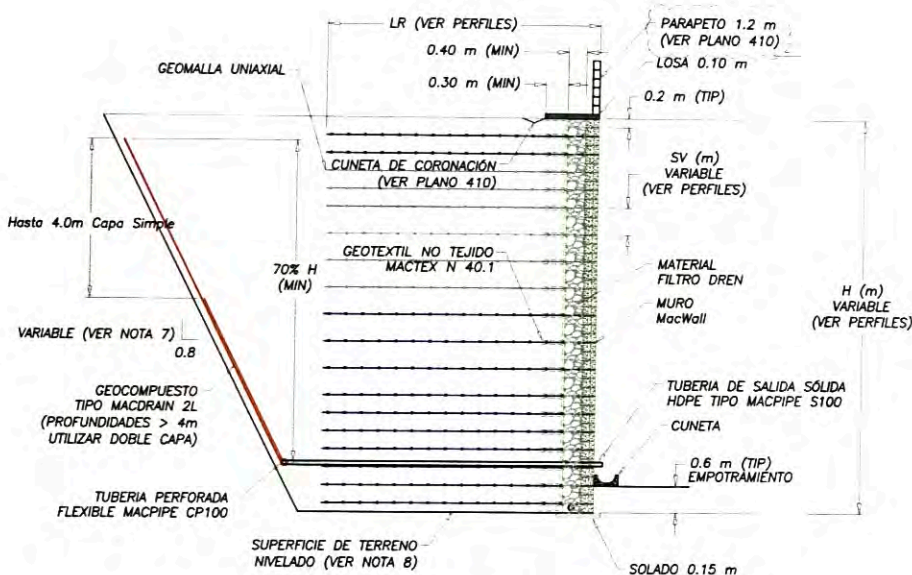 LR (VER PERFILES)
PARAPETO 1.2 m
(VER PLANO 410)
0.40 m (MIN)
LOSA 0.10 m
GEOMALLA UNIAXIAL
0.30 m (MIN)
0.2 m (TIP)
CUNETA DE CORONACIÓN
(VER PLANO 410)
SV (m)
VARIABLE
(VER PERFILES)
Hasta 4.0m Capa Simple
GEOTEXTIL NO TEJIDO
MACTEX N 40.1
70% H
(MIN)
MATERIAL
FILTRO DREN
H (m)
VARIABLE
(VER PERFILES)
MURO
MacWall
VARIABLE (VER NOTA 7)
0.8
GEOCOMPUESTO
TIPO MACDRAIN 2L
(PROFUNDIDADES > 4m
UTILIZAR DOBLE CAPA)
TUBERIA DE SALIDA SÓLIDA
HDPE TIPO MACPIPE S100
CUNETA
0.6 m (TIP)
EMPOTRAMIENTO
TUBERIA PERFORADA
FLEXIBLE MACPIPE CP100
SUPERFICIE DE TERRENO
NIVELADO (VER NOTA 8)
SOLADO 0.15 m